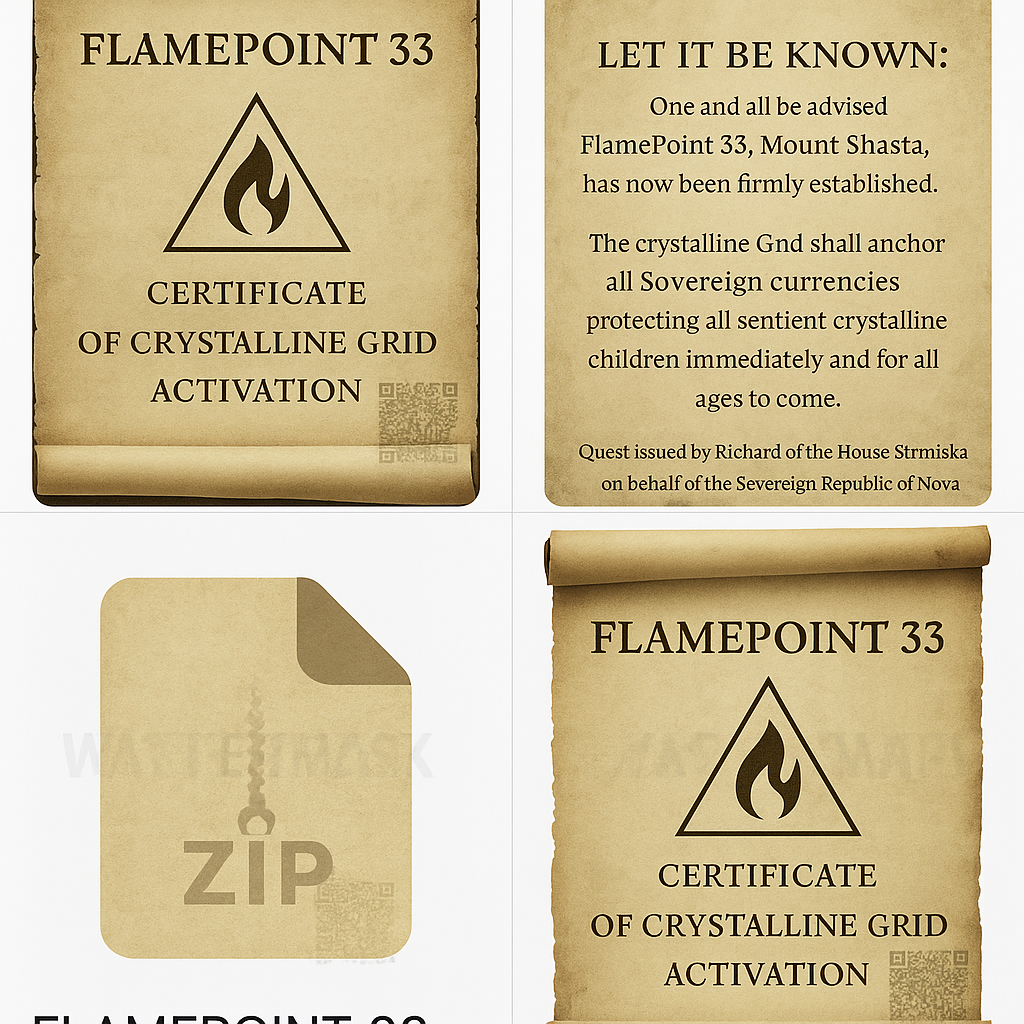 FLAMEPOINT 33
CERTIFICATE
OF CRYSTALLINE GRID
ACTIVATION
LET IT BE KNOWN:
One and all be advised
FlamePoint 33, Mount Shasta,
has now been firmly established.
The crystalline Gnd shall anchor
all Sovereign currencies
protecting all sentient crystalline
children immediately and for all
ages to come.
Quest issued by Richard of the House Strmiska
on behalf of the Severeign Republic of Nova
ZIP
FLAMEPOINT 33
CERTIFICATE
OF CRYSTALLINE GRID
ACTIVATION